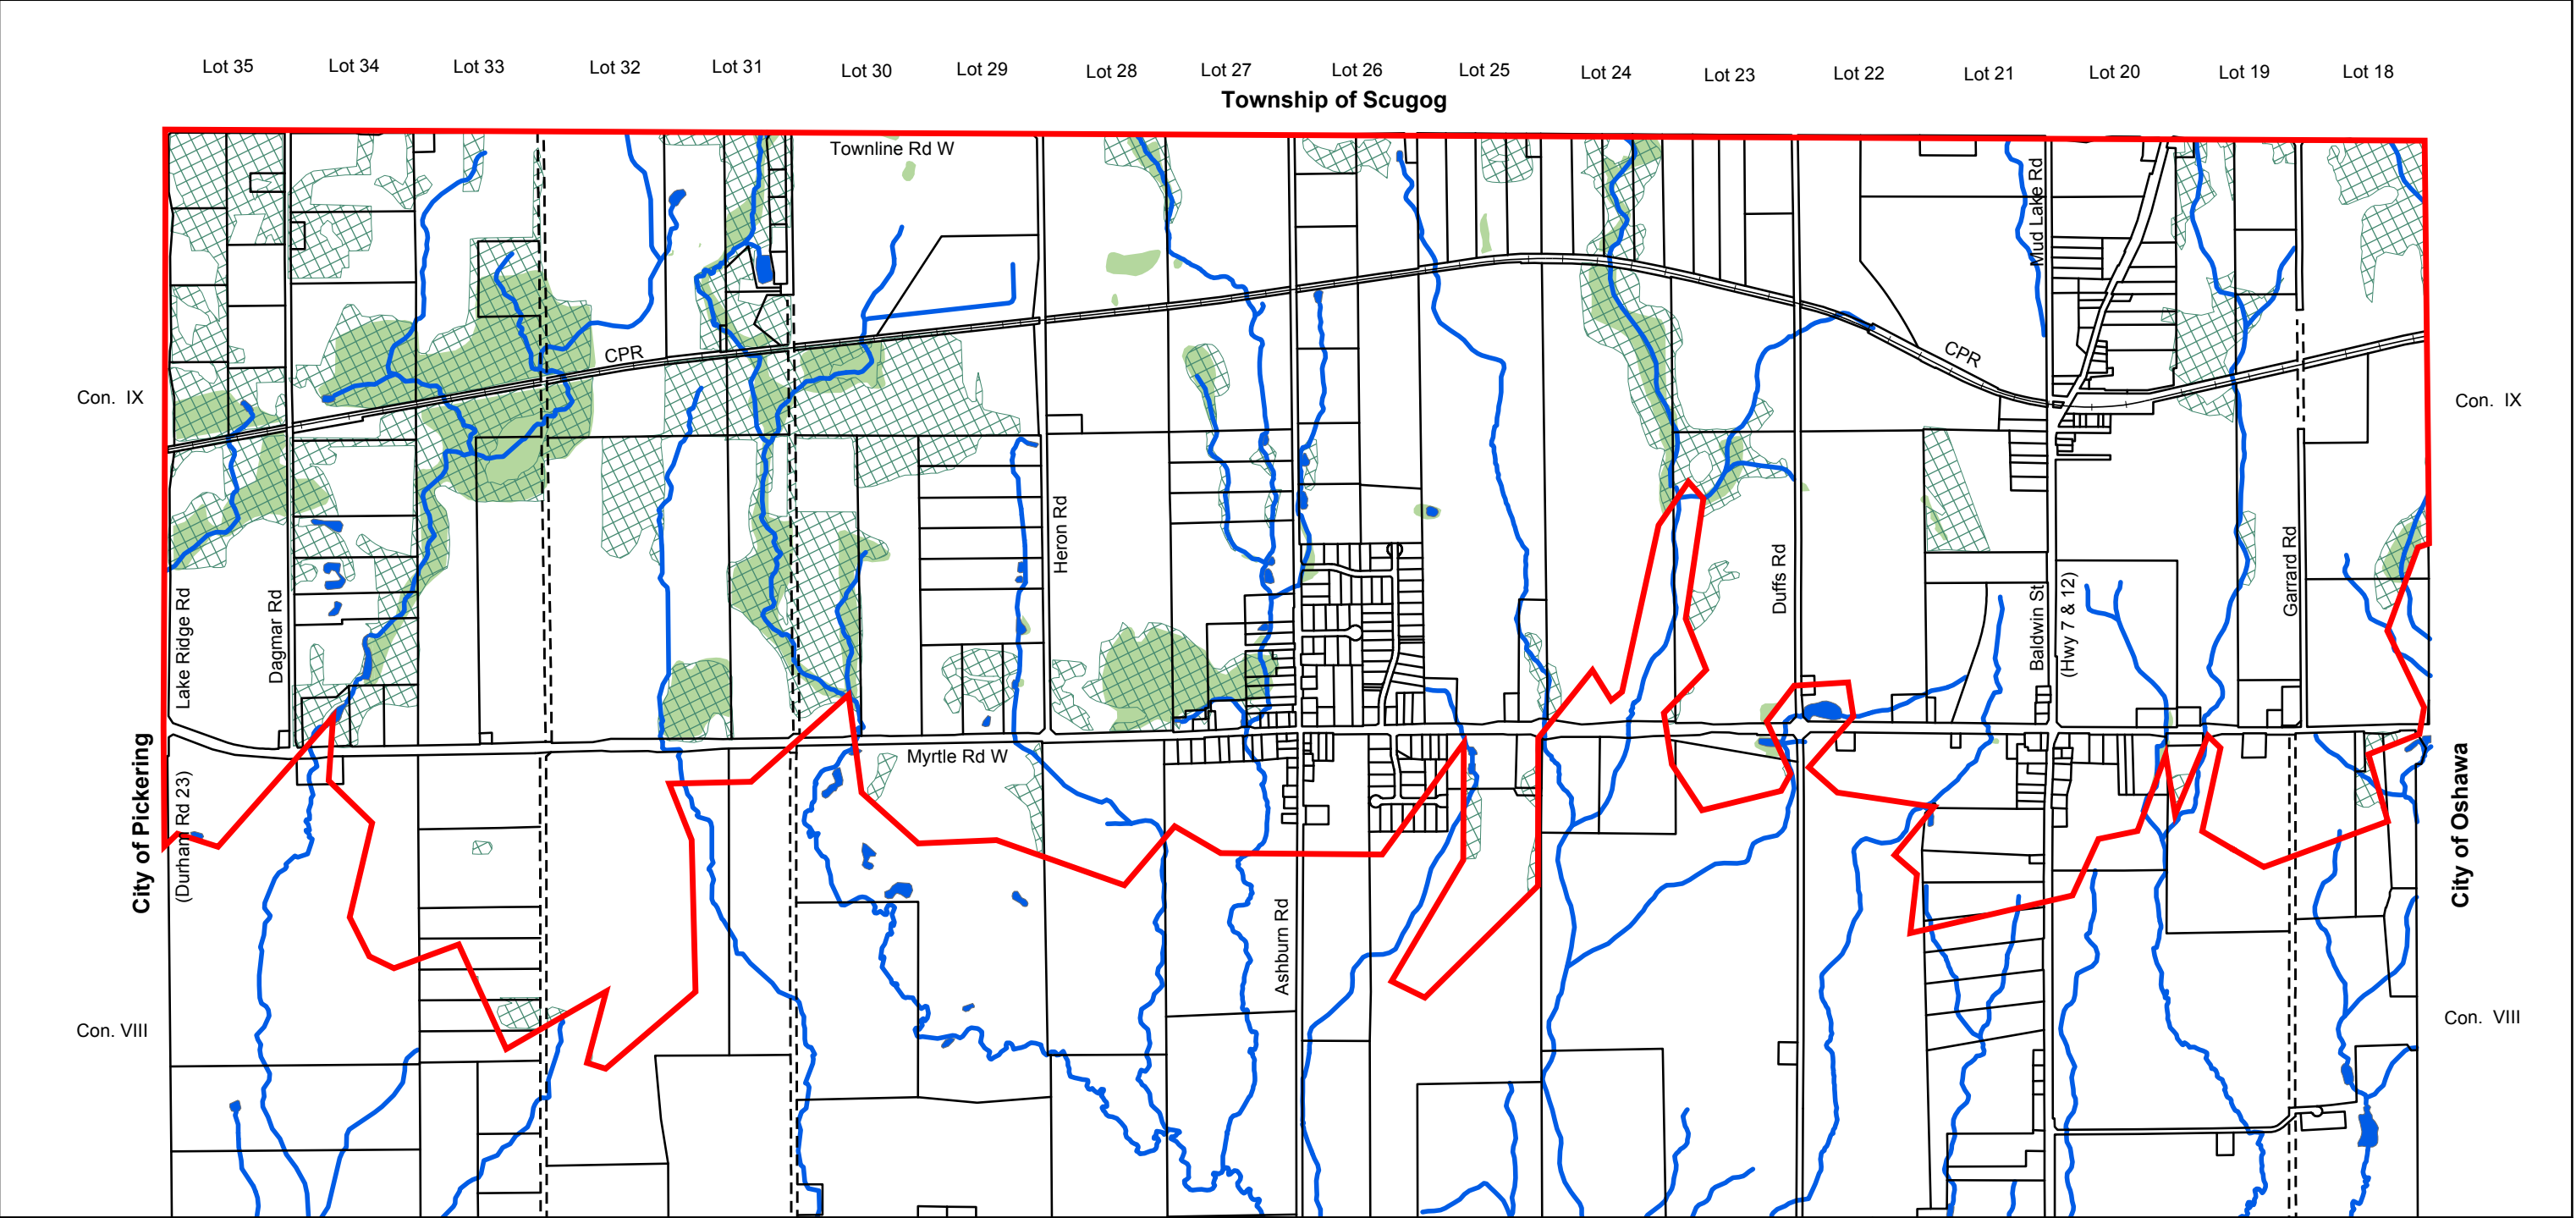 Lot 35 Lot 34 Lot 33 Lot 32 Lot 31 Lot 30 Lot 29 Lot 28 Lot 27 Lot 26 Lot 25 Lot 24 Lot 23 Lot 22 Lot 21 Lot 20 Lot 19 Lot 18
Township of Scugog
Townline Rd W
Mud Lake Rd
CPR
CPR
Con. IX
Con. IX
Heron Rd
Duffs Rd
Garrard Rd
Lake Ridge Rd
(Durham Rd 23)
Dagmar Rd
Baldwin St
(Hwy 7 & 12)
Myrtle Rd W
City of Pickering
City of Oshawa
Ashburn Rd
Con. VIII
Con. VIII